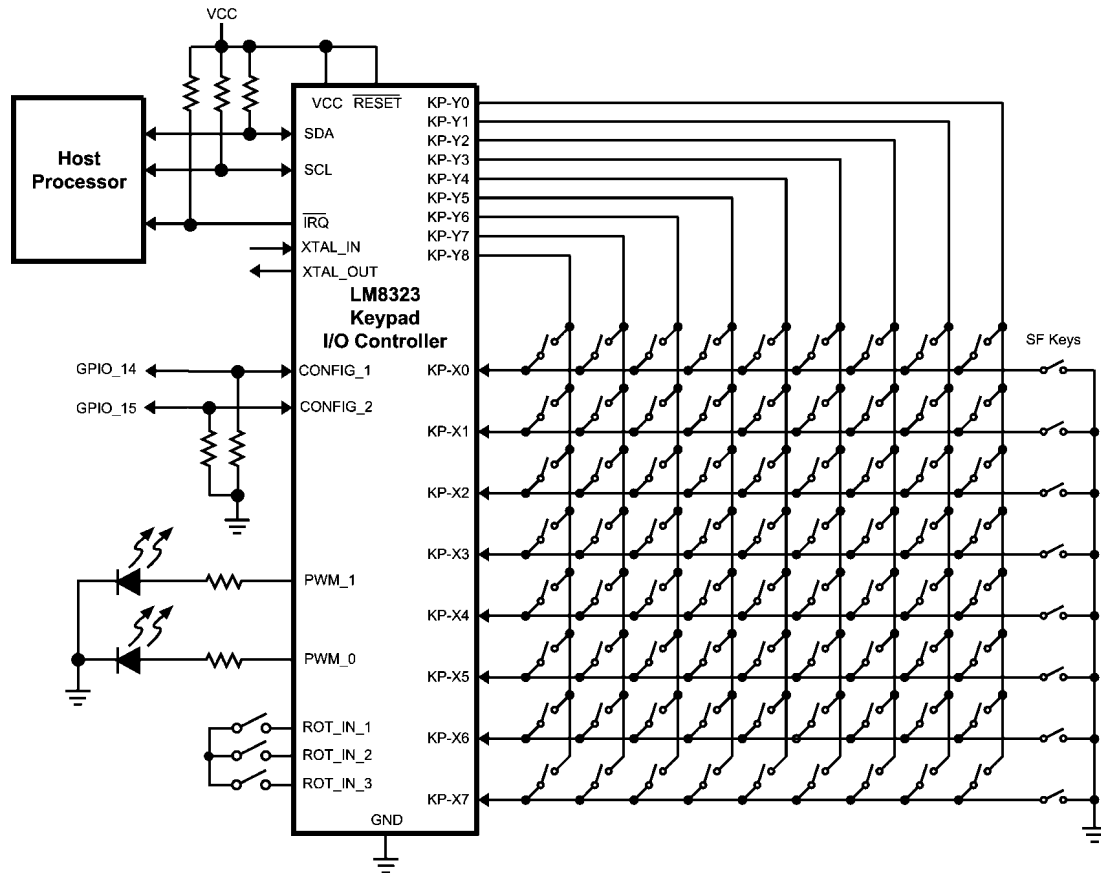 VCC
VCC RESET
Host
Processor
SDA
SCL
IRQ
XTAL_IN
XTAL_OUT
LM8323
Keypad
I/O Controller
GPIO_14
CONFIG_1
GPIO_15
CONFIG_2
PWM_1
PWM_0
ROT_IN_1
ROT_IN_2
ROT_IN_3
GND
KP-Y0
KP-Y1
KP-Y2
KP-Y3
KP-Y4
KP-Y5
KP-Y6
KP-Y7
KP-Y8
SF Keys
KP-X0
KP-X1
KP-X2
KP-X3
KP-X4
KP-X5
KP-X6
KP-X7